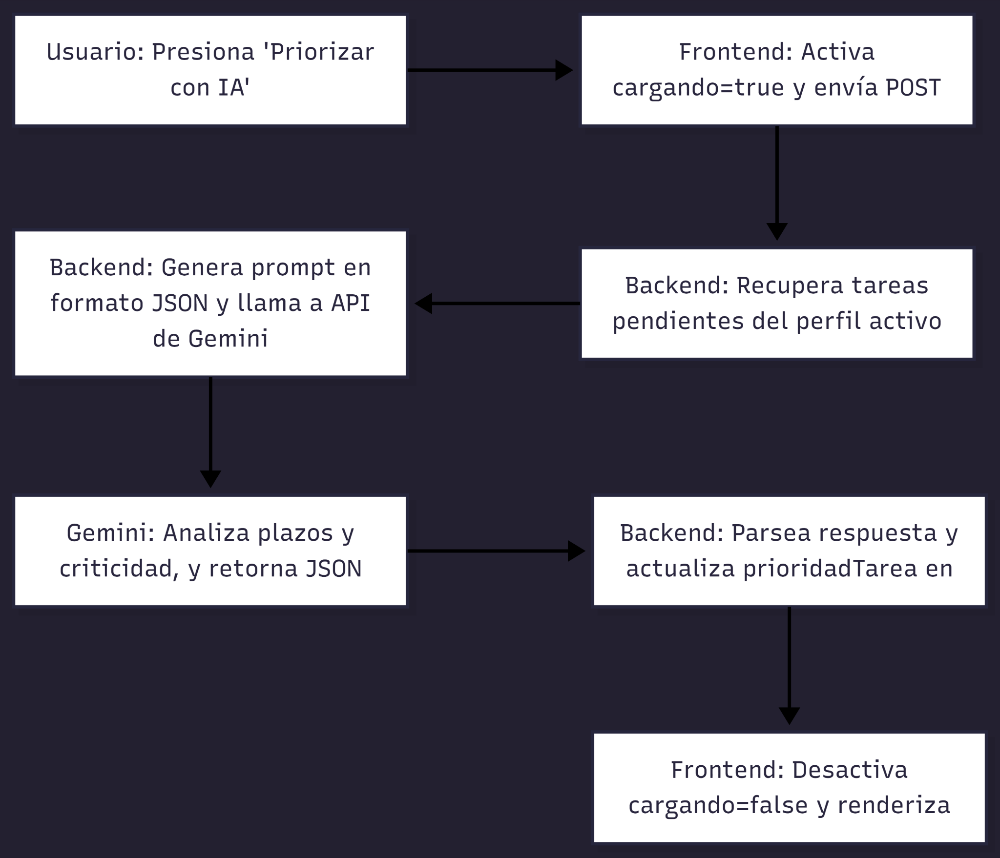 Usuario: Presiona 'Priorizar
con IA'
Frontend: Activa
cargando=true y envía POST
Backend: Recupera tareas
pendientes del perfil activo
Backend: Genera prompt en
formato JSON y llama a API
de Gemini
Gemini: Analiza plazos y
criticidad, y retorna JSON
Backend: Parsea respuesta y
actualiza prioridadTarea en
Frontend: Desactiva
cargando=false y renderiza